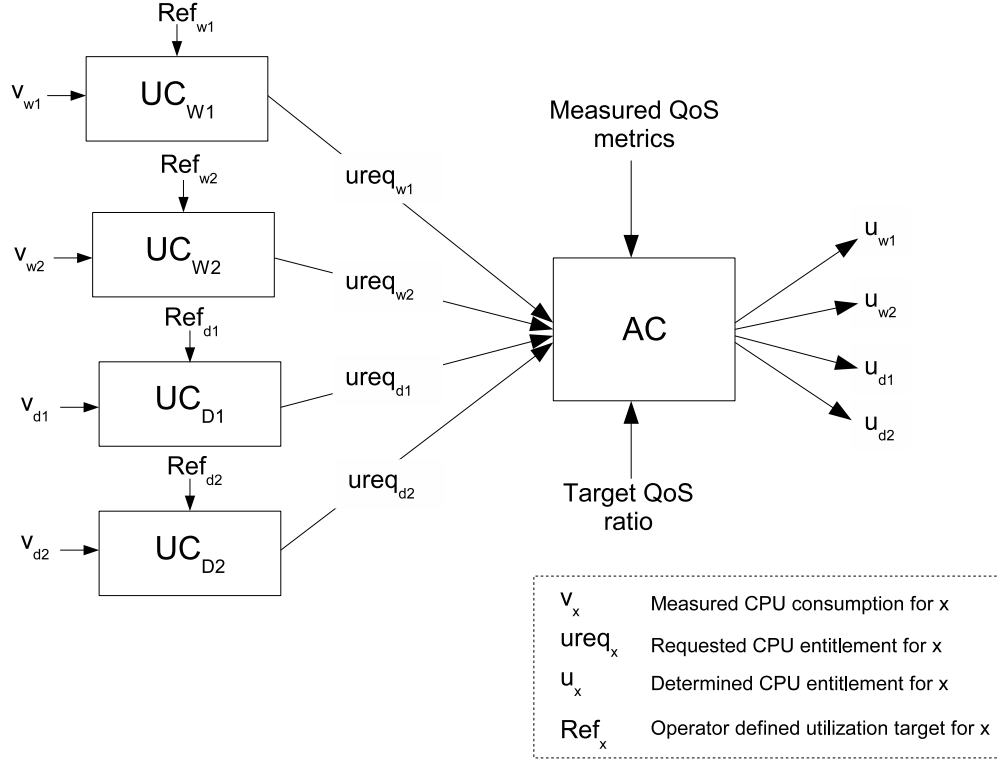 Ref_w1
v_w1
UC_W1
ureq_w1
Ref_w2
v_w2
UC_W2
ureq_w2
Ref_d1
v_d1
UC_D1
ureq_d1
Ref_d2
v_d2
UC_D2
ureq_d2
Measured QoS
metrics
AC
Target QoS
ratio
u_w1
u_w2
u_d1
u_d2
v_x Measured CPU consumption for x
ureq_x Requested CPU entitlement for x
u_x Determined CPU entitlement for x
Ref_x Operator defined utilization target for x